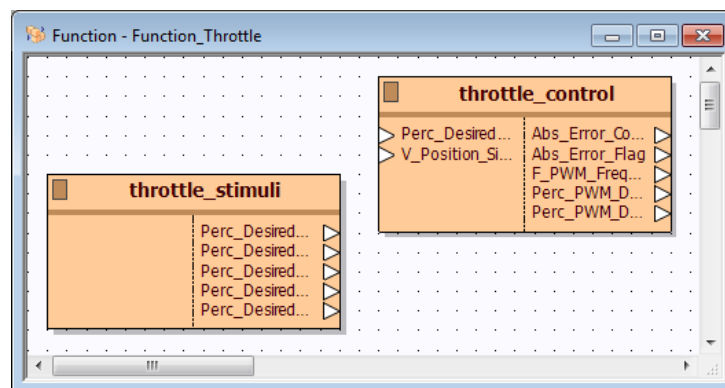 Function - Function_Throttle
throttle_control
Perc_Desired...
V_Position_Si...
Abs_Error_Co...
Abs_Error_Flag
F_PWM_Freq...
Perc_PWM_D...
Perc_PWM_D...
throttle_stimuli
Perc_Desired...
Perc_Desired...
Perc_Desired...
Perc_Desired...
Perc_Desired...